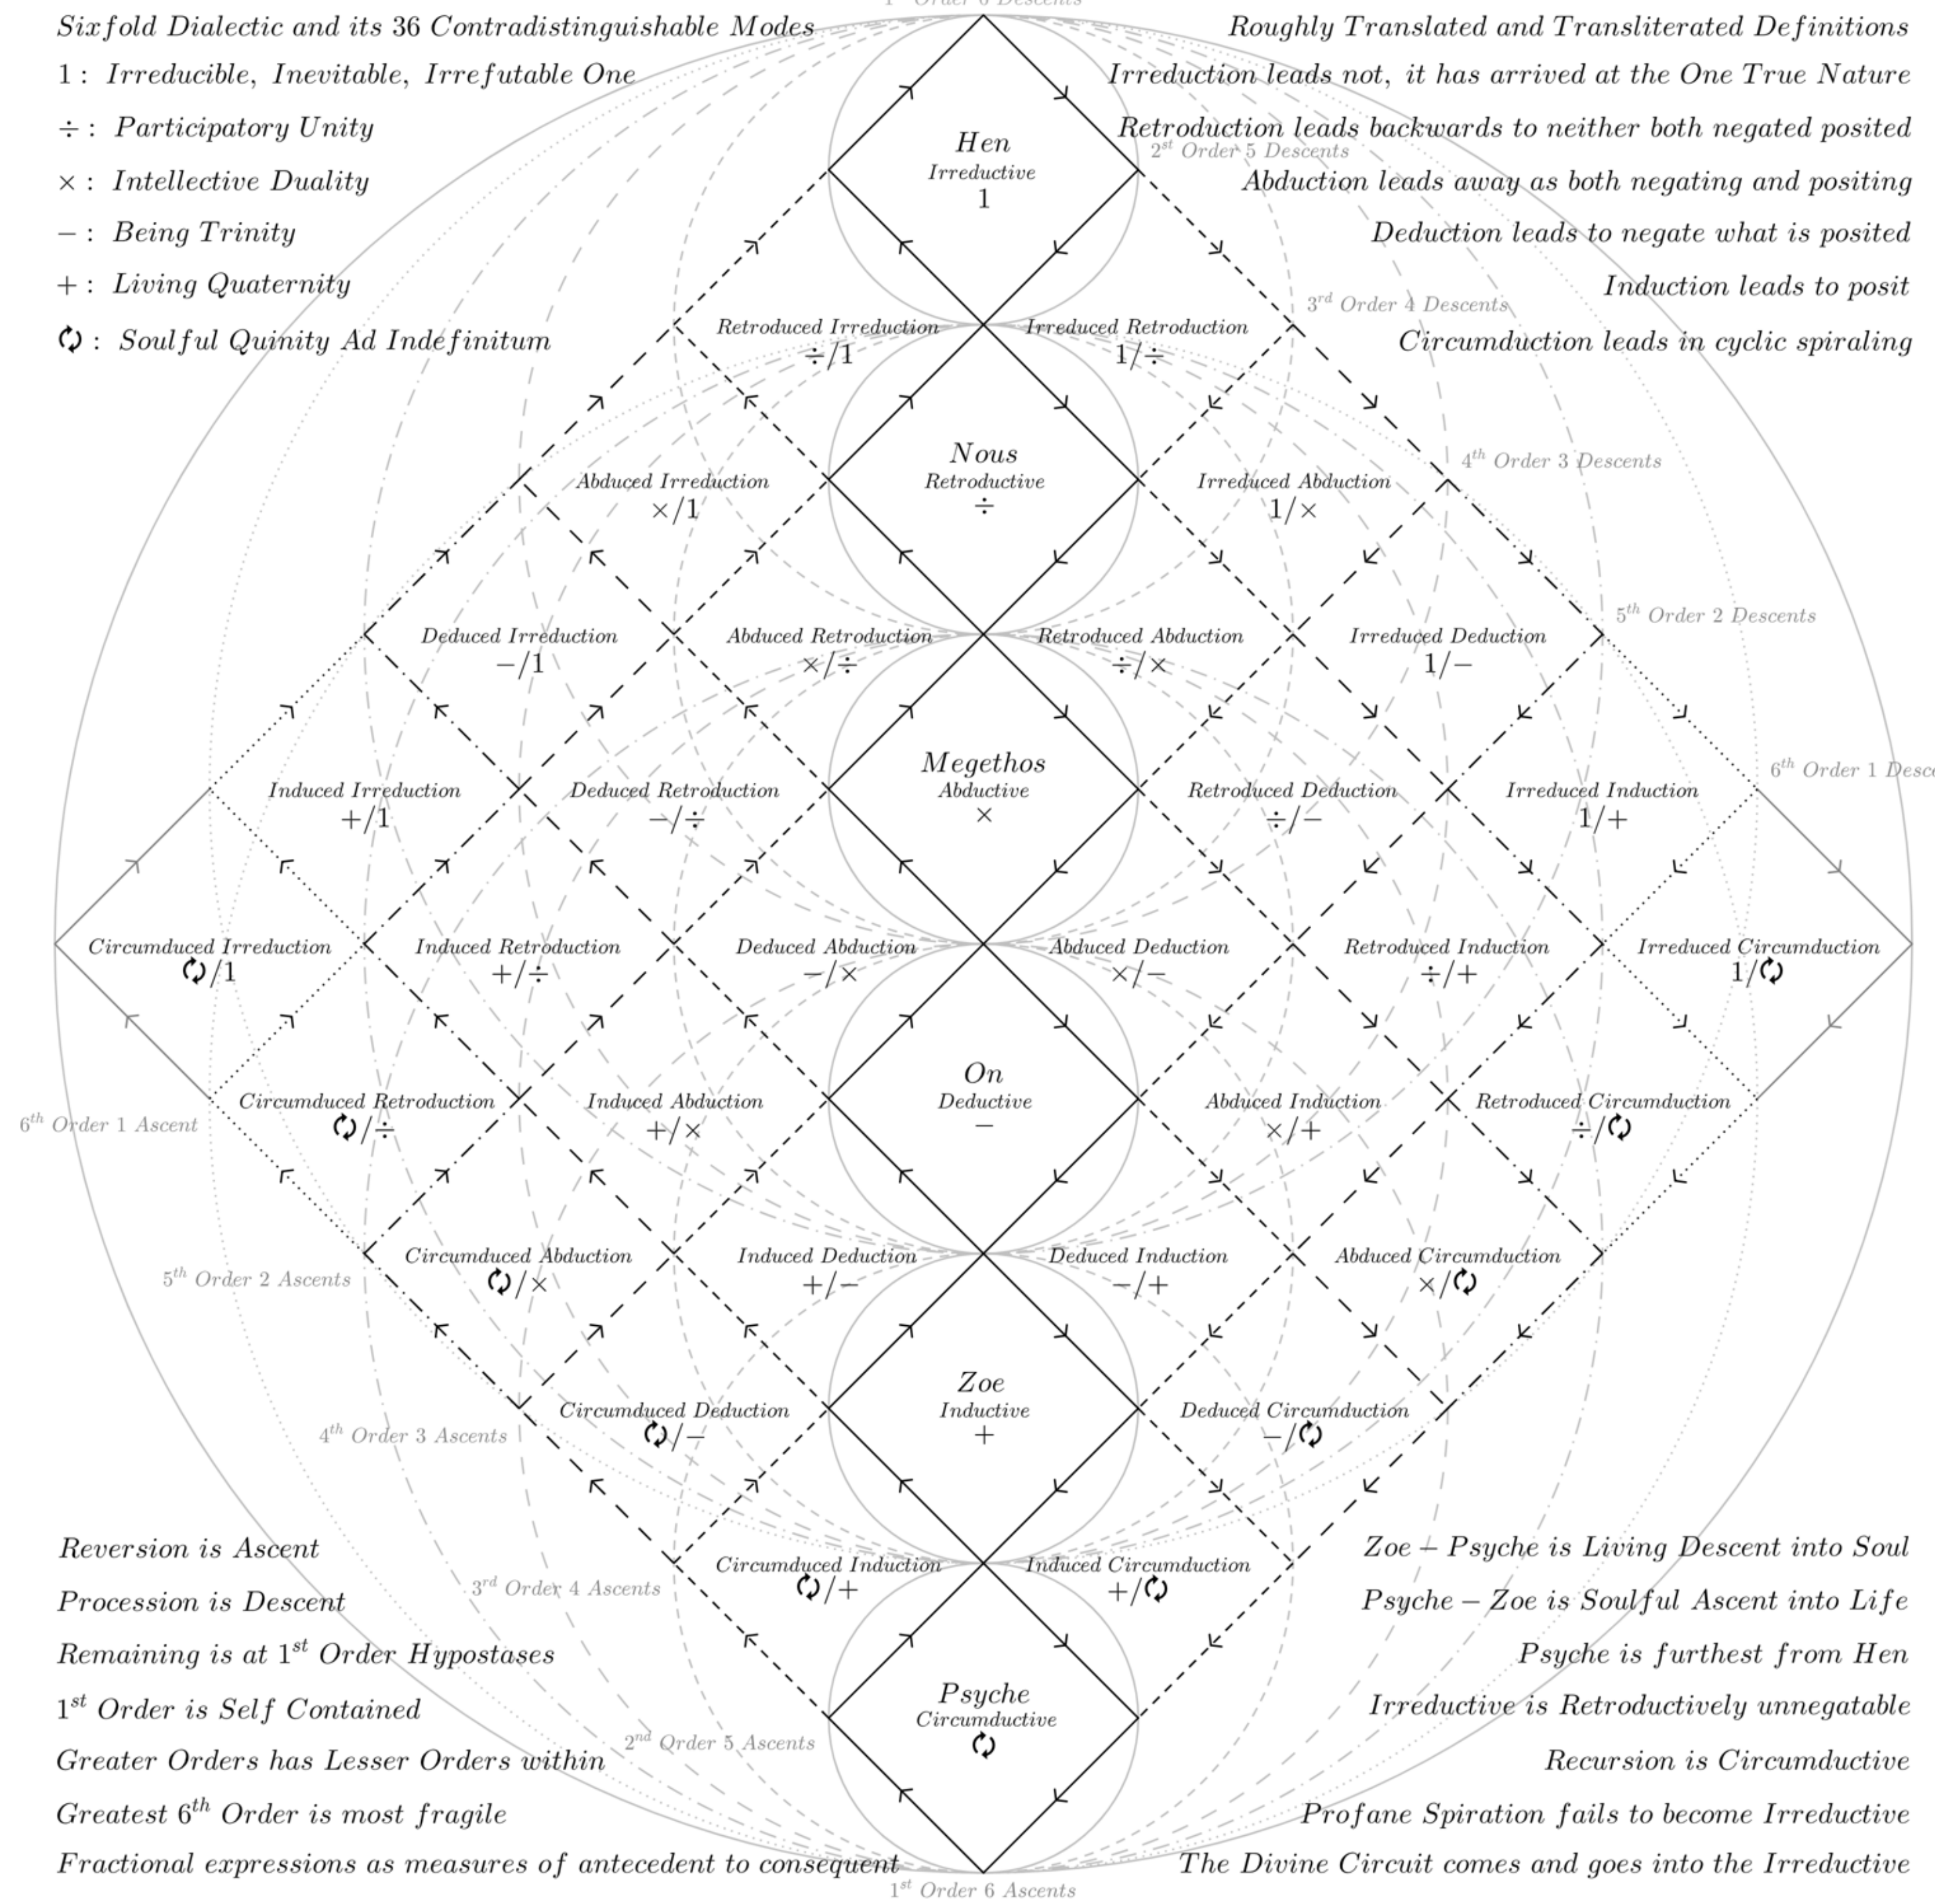 1st Order 6 Descents
Sixfold Dialectic and its 36 Contradistinguishable Modes
Roughly Translated and Transliterated Definitions
1 : Irreducible, Inevitable, Irrefutable One
Irreduction leads not, it has arrived at the One True Nature
÷ : Participatory Unity
Retroduction leads backwards to neither both negated posited
Hen
2st Order 5 Descents
Irreductive
× : Intellective Duality
Abduction leads away as both negating and positing
1
− : Being Trinity
Deduction leads to negate what is posited
+ : Living Quaternity
Induction leads to posit
3rd Order 4 Descents
↻ : Soulful Quinity Ad Indefinitum
Circumduction leads in cyclic spiraling
Retroduced Irreduction
Irreduced Retroduction
÷/1
1/÷
Nous
4th Order 3 Descents
Abduced Irreduction
Retroductive
Irreduced Abduction
×/1
÷
1/×
5th Order 2 Descents
Deduced Irreduction
Abduced Retroduction
Retroduced Abduction
Irreduced Deduction
−/1
×/÷
÷/×
1/−
Megethos
6th Order 1 Desc
Induced Irreduction
Deduced Retroduction
Abductive
Retroduced Deduction
Irreduced Induction
+/1
−/÷
×
÷/−
1/+
Circumduced Irreduction
Induced Retroduction
Deduced Abduction
Abduced Deduction
Retroduced Induction
Irreduced Circumduction
↻/1
+/÷
−/×
×/−
÷/+
1/↻
On
6th Order 1 Ascent
Circumduced Retroduction
Induced Abduction
Deductive
Abduced Induction
Retroduced Circumduction
↻/÷
+/×
−
×/+
÷/↻
5th Order 2 Ascents
Circumduced Abduction
Induced Deduction
Deduced Induction
Abduced Circumduction
↻/×
+/−
−/+
×/↻
Zoe
4th Order 3 Ascents
Circumduced Deduction
Inductive
Deduced Circumduction
↻/−
+
−/↻
Reversion is Ascent
Zoe − Psyche is Living Descent into Soul
3rd Order 4 Ascents
Circumduced Induction
Induced Circumduction
↻/+
+/↻
Procession is Descent
Psyche − Zoe is Soulful Ascent into Life
Remaining is at 1st Order Hypostases
Psyche is furthest from Hen
Psyche
1st Order is Self Contained
Circumductive
Irreductive is Retroductively unnegatable
2nd Order 5 Ascents
↻
Greater Orders has Lesser Orders within
Recursion is Circumductive
Greatest 6th Order is most fragile
Profane Spiration fails to become Irreductive
Fractional expressions as measures of antecedent to consequent
The Divine Circuit comes and goes into the Irreductive
1st Order 6 Ascents